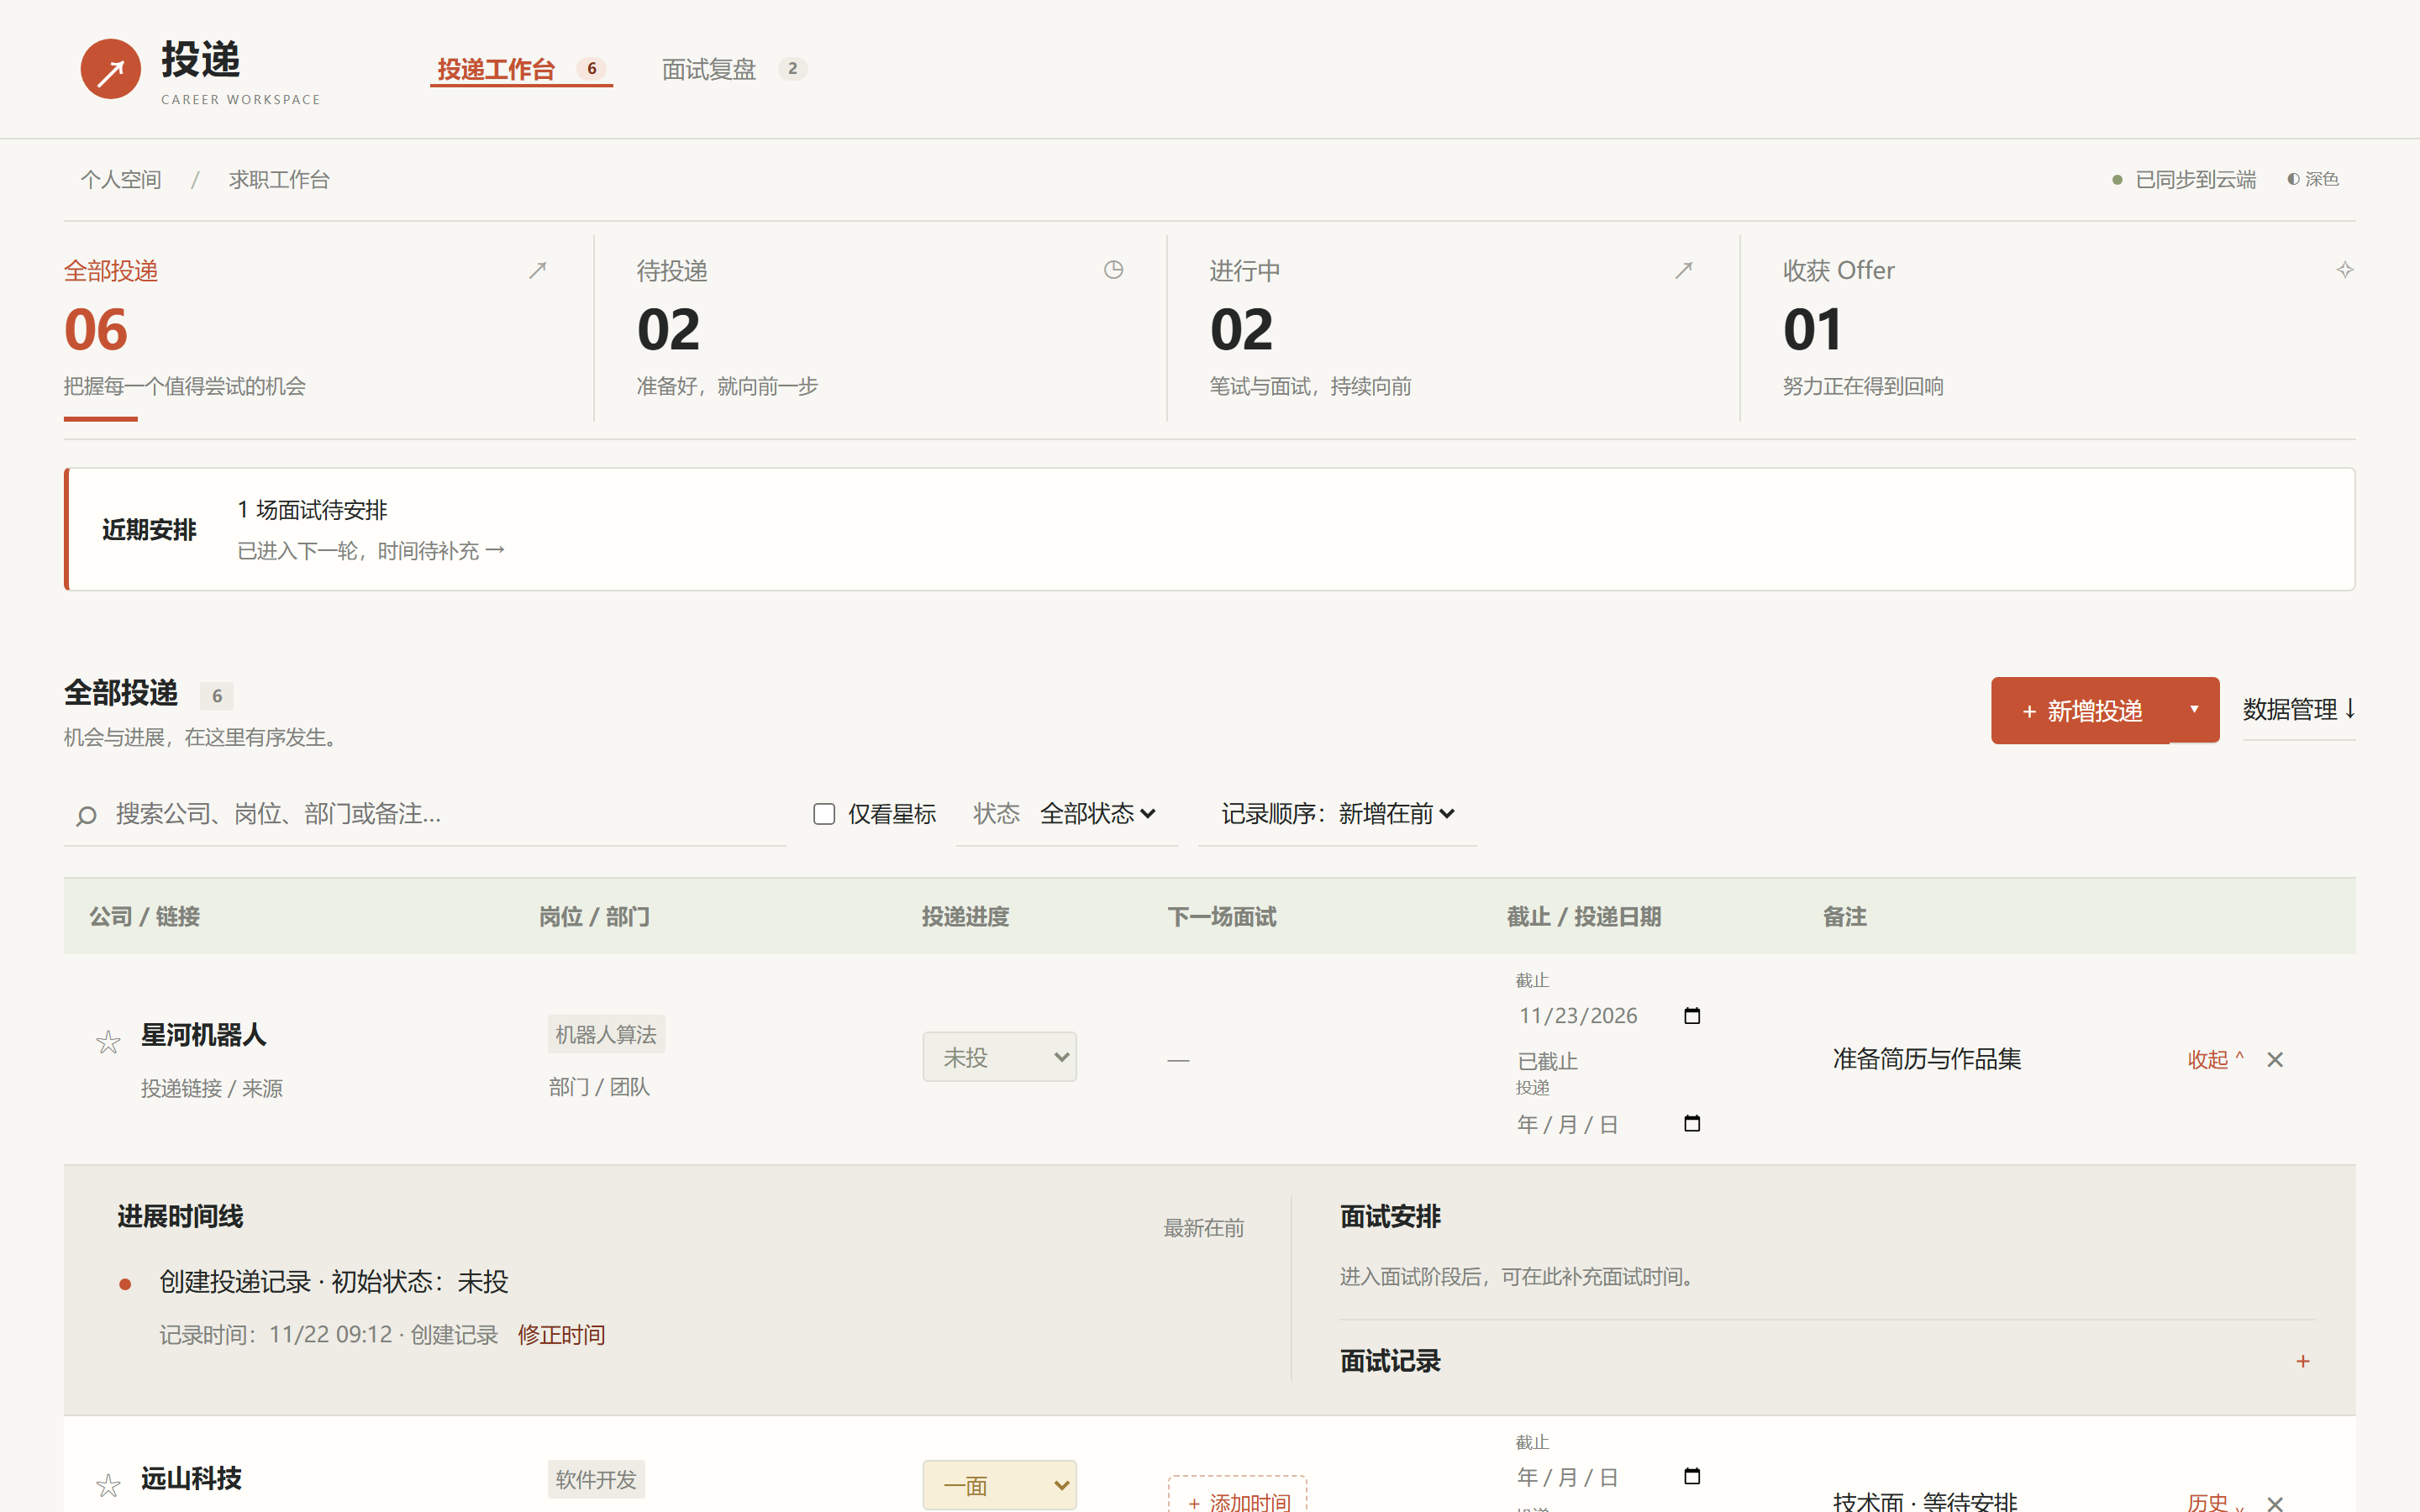 投递
CAREER WORKSPACE
投递工作台 6
面试复盘 2
个人空间 / 求职工作台
已同步到云端
深色
全部投递
06
把握每一个值得尝试的机会
待投递
02
准备好，就向前一步
进行中
02
笔试与面试，持续向前
收获 Offer
01
努力正在得到回响
近期安排
1 场面试待安排
已进入下一轮，时间待补充 →
全部投递 6
机会与进展，在这里有序发生。
+ 新增投递
数据管理 ↓
搜索公司、岗位、部门或备注...
仅看星标
状态 全部状态
记录顺序：新增在前
公司 / 链接
岗位 / 部门
投递进度
下一场面试
截止 / 投递日期
备注
星河机器人
投递链接 / 来源
机器人算法
部门 / 团队
未投
—
截止
11/23/2026
已截止
投递
年 / 月 / 日
准备简历与作品集
收起 ^ ×
进展时间线
最新在前
创建投递记录 · 初始状态：未投
记录时间：11/22 09:12 · 创建记录 修正时间
面试安排
进入面试阶段后，可在此补充面试时间。
面试记录 +
远山科技
软件开发
一面
+ 添加时间
截止
年 / 月 / 日
技术面 · 等待安排
历史 ×